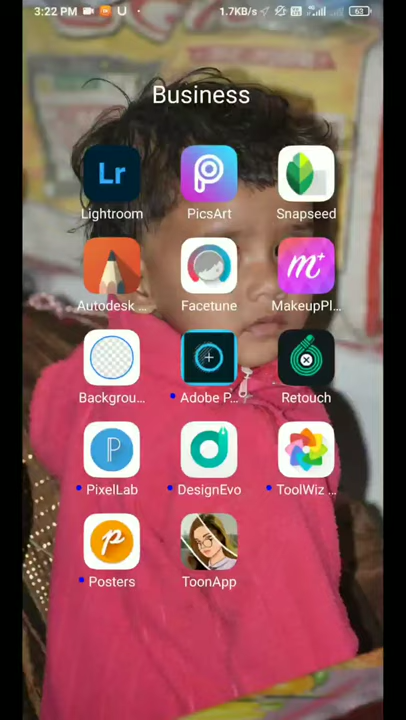 3:22 PM U 1.7KB/s 63
Business
Lr
Lightroom PicsArt Snapseed
m+
Autodesk ... Facetune MakeupPl...
Backgrou... Adobe P... Retouch
P
PixelLab DesignEvo ToolWiz ...
p
Posters ToonApp